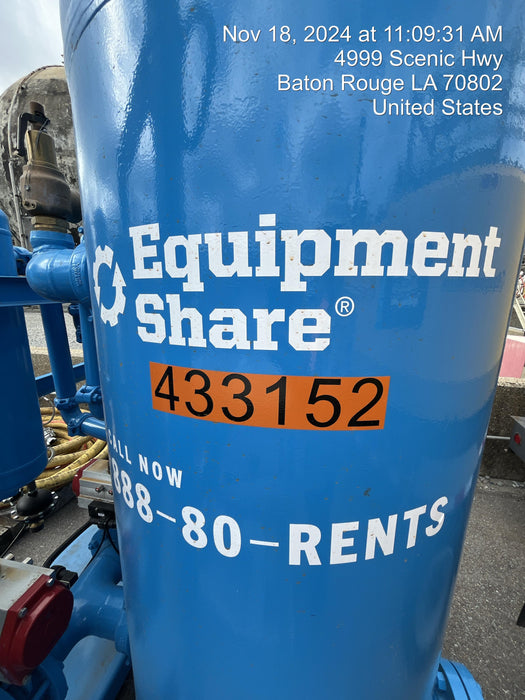 Nov 18, 2024 at 11:09:31 AM
4999 Scenic Hwy
Baton Rouge LA 70802
United States
Equipment
Share®
433152
CALL NOW
888-80-RENTS